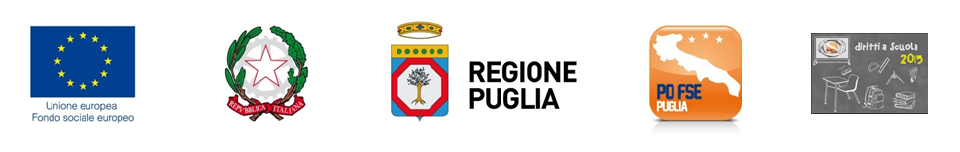 Unione europea
Fondo sociale europeo
REPVBBLICA ITALIANA
REGIONE
PUGLIA
PO FSE
PUGLIA
diritti a Scuola
2015